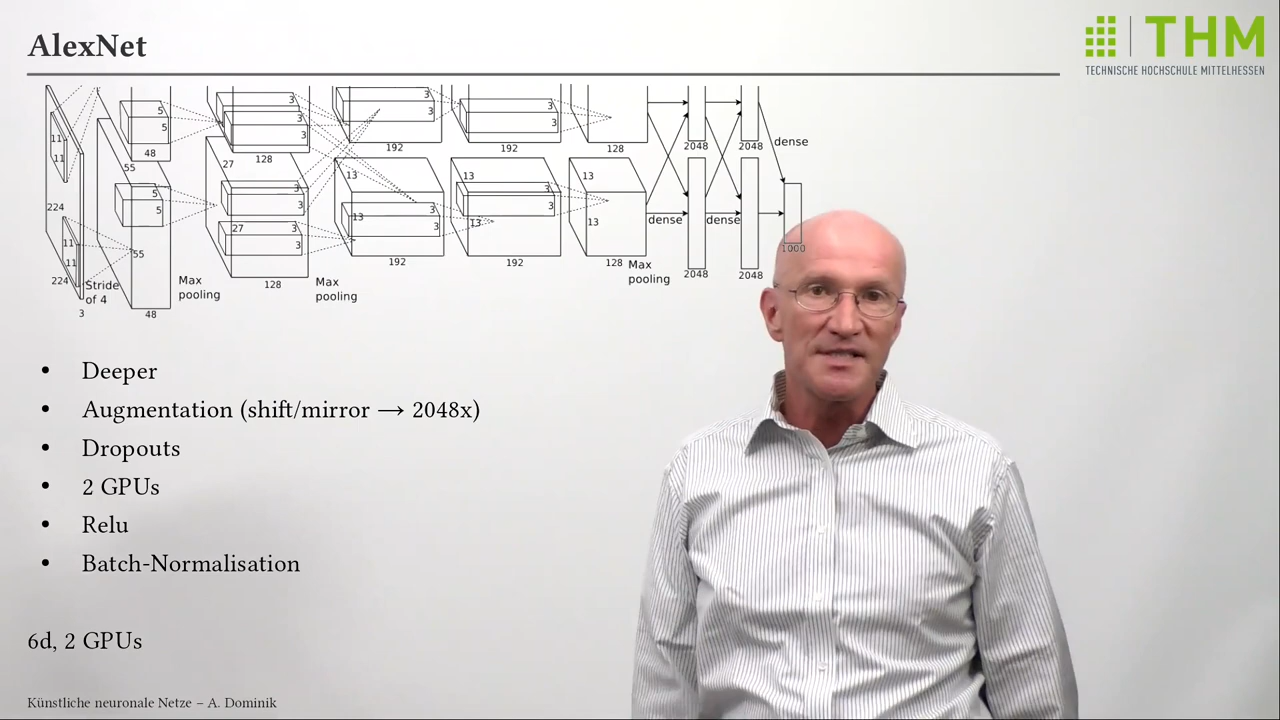 AlexNet
THM
TECHNISCHE HOCHSCHULE MITTELHESSEN
11
11
5
5
48
3
3
3
128
3
3
192
3
3
192
128
2048
2048
dense
55
27
13
13
13
224
5
5
3
3
13
3
3
3
13
3
13
dense
dense
11
11
55
27
3
3
192
192
128
1000
224
Stride
of 4
3
48
Max
pooling
128
Max
pooling
Max
pooling
2048
2048
• Deeper
• Augmentation (shift/mirror → 2048x)
• Dropouts
• 2 GPUs
• Relu
• Batch-Normalisation
6d, 2 GPUs
Künstliche neuronale Netze – A. Dominik